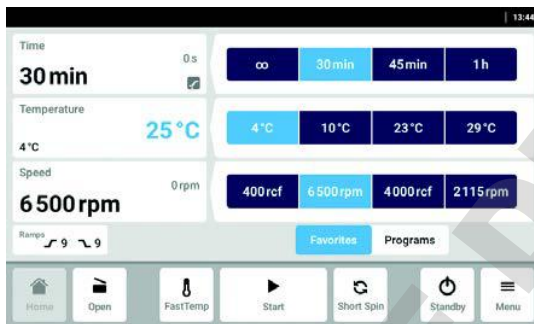 13:44
Time
0 s
30 min
∞ 30 min 45 min 1 h
Temperature
25 °C
4 °C
4 °C 10 °C 23 °C 29 °C
Speed
0 rpm
6 500 rpm
400 rcf 6 500 rpm 4 000 rcf 2115 rpm
Ramps 9 9
Favorites Programs
Home Open FastTemp Start Short Spin Standby Menu